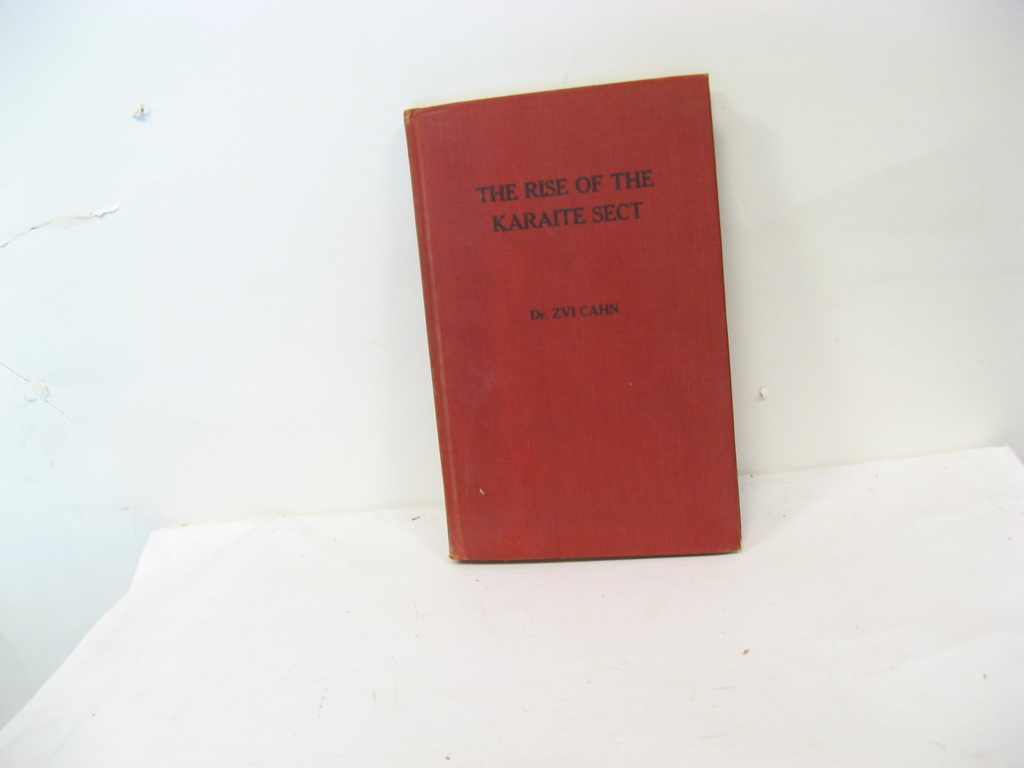 THE RISE OF THE
KARAITE SECT
Dr. ZVI CAHN